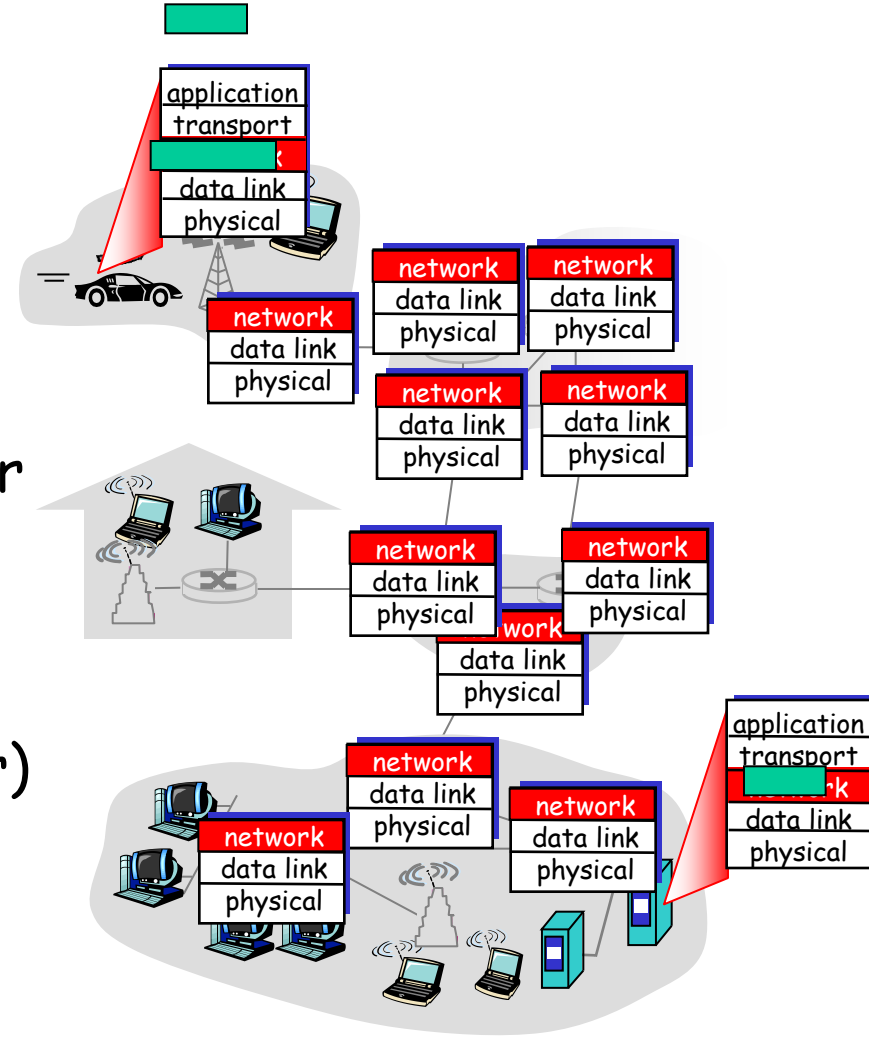 application
transport
data link
physical
network
data link
physical
network
data link
physical
network
data link
physical
network
data link
physical
network
data link
physical
r
network
data link
physical
network
data link
physical
data link
physical
r)
application
transport
data link
physical
network
data link
physical
network
data link
physical
network
data link
physical